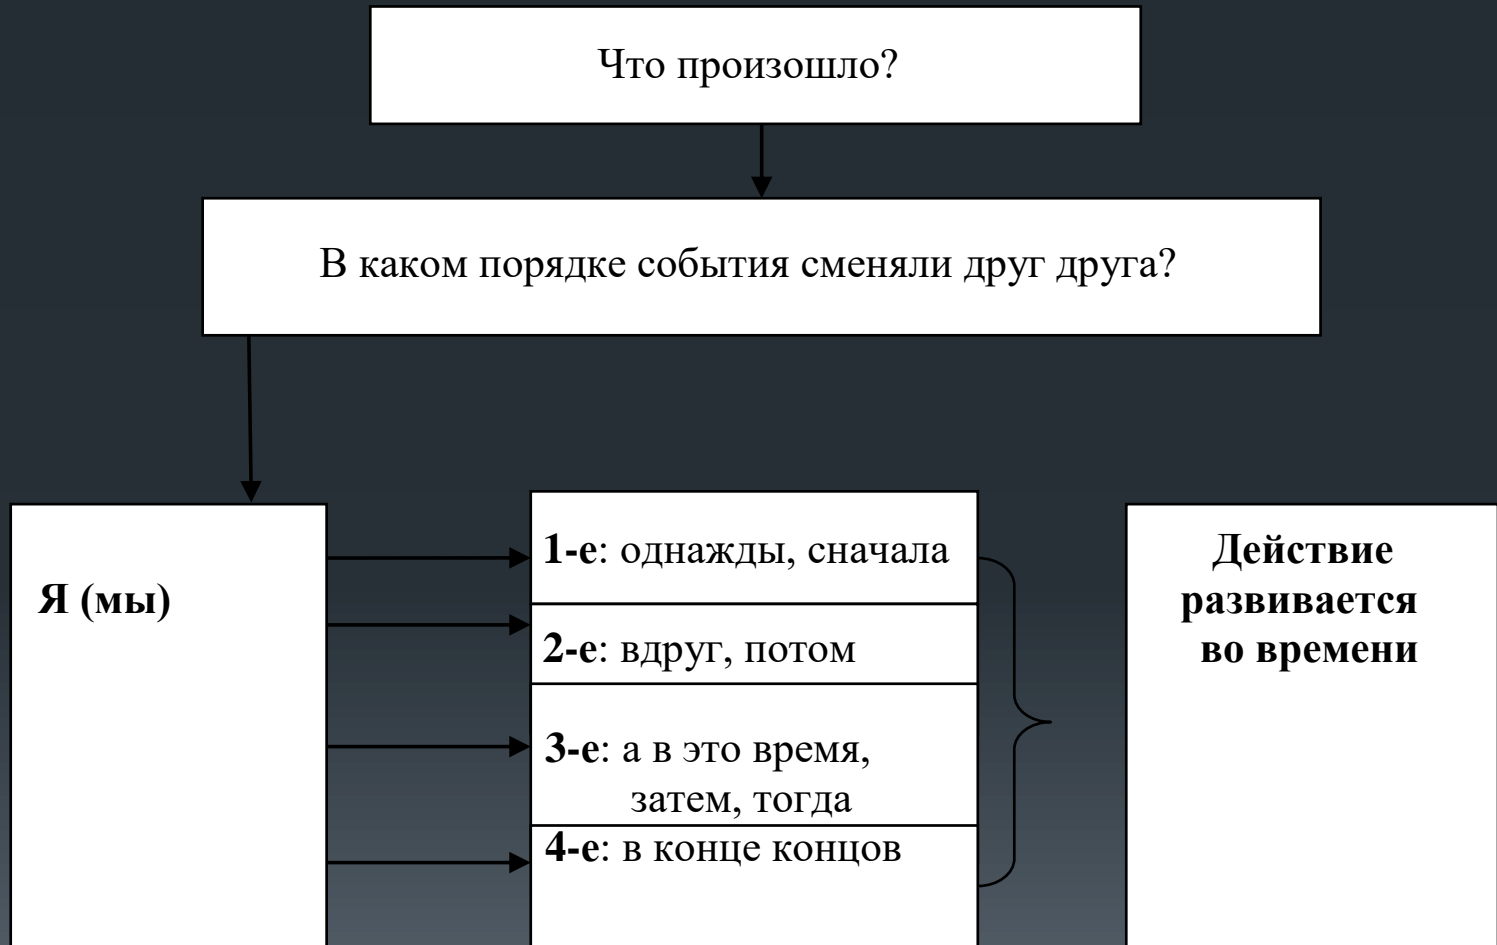 Что произошло?
В каком порядке события сменяли друг друга?
Я (мы)
1-е: однажды, сначала
2-е: вдруг, потом
3-е: а в это время,
затем, тогда
4-е: в конце концов
Действие
развивается
во времени